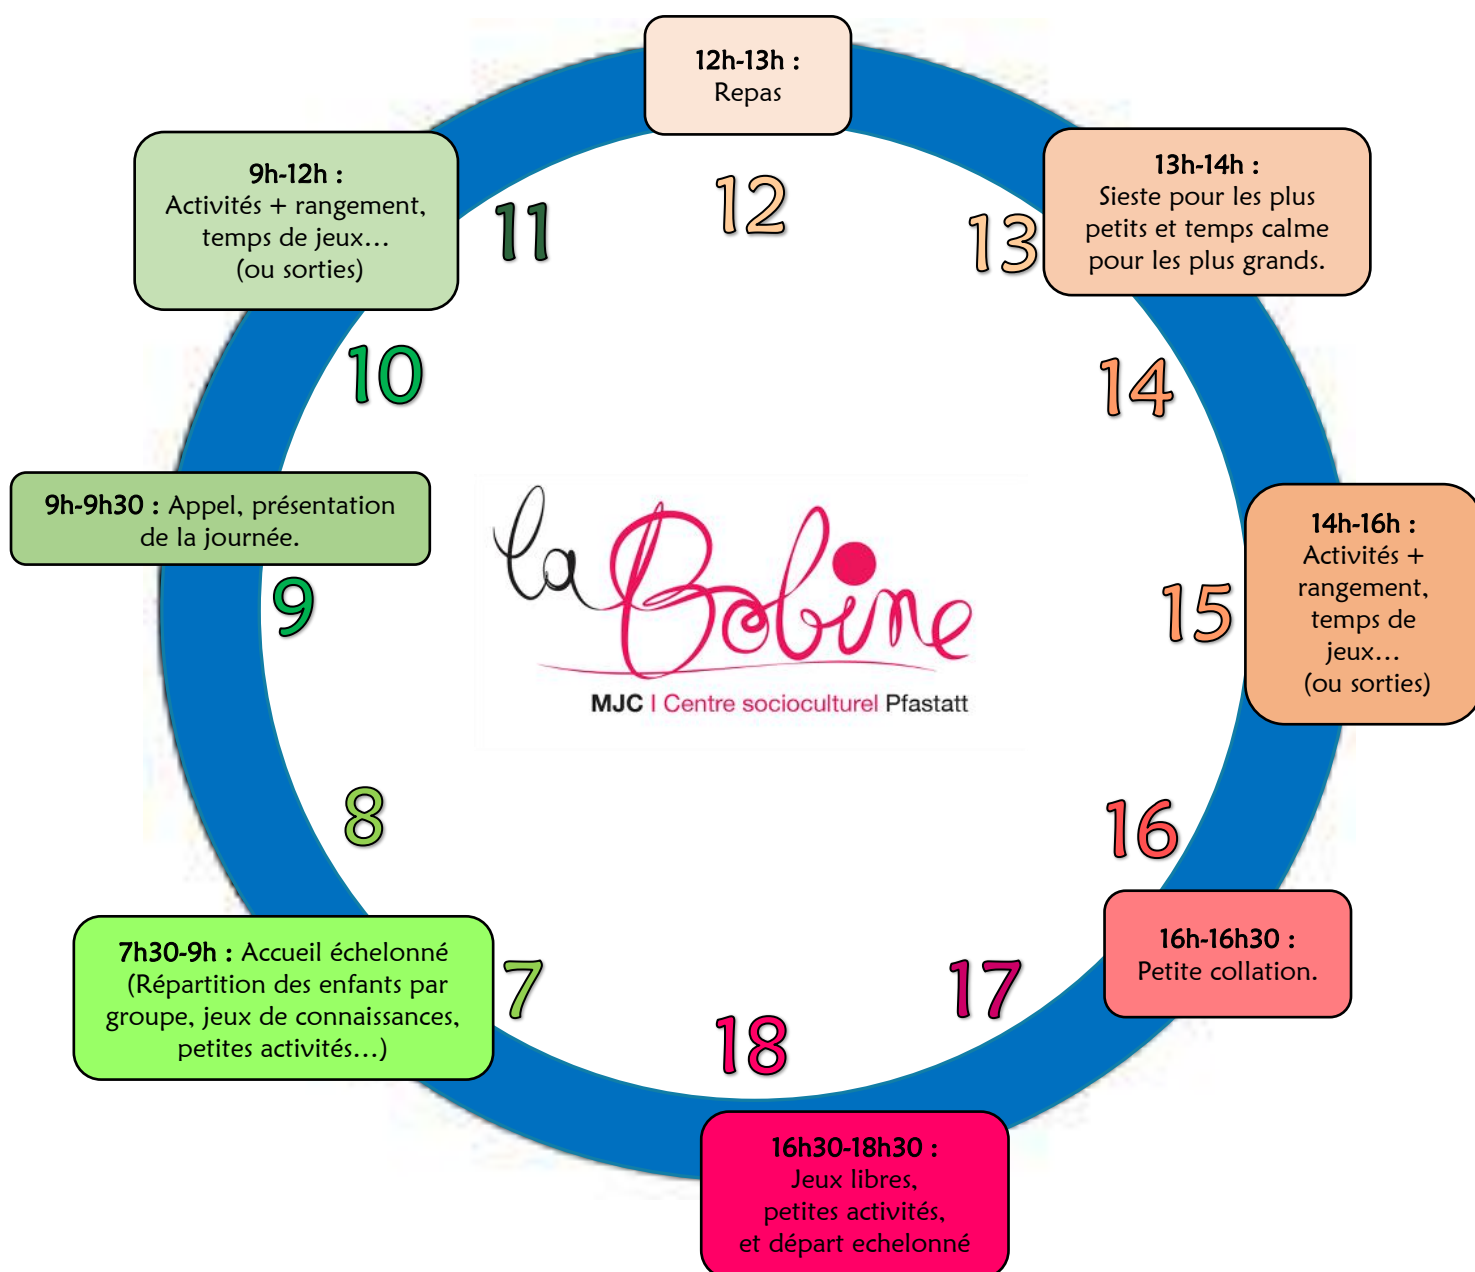 12h-13h :
Repas
9h-12h :
Activités + rangement,
temps de jeux...
(ou sorties)
13h-14h :
Sieste pour les plus
petits et temps calme
pour les plus grands.
11
12
13
10
14
9h-9h30 : Appel, présentation
de la journée.
14h-16h :
Activités +
rangement,
temps de
jeux...
(ou sorties)
la Bobine
MJC | Centre socioculturel Pfastatt
9
15
8
16
7h30-9h : Accueil échelonné
(Répartition des enfants par
groupe, jeux de connaissances,
petites activités...)
16h-16h30 :
Petite collation.
7
17
18
16h30-18h30 :
Jeux libres,
petites activités,
et départ echelonné